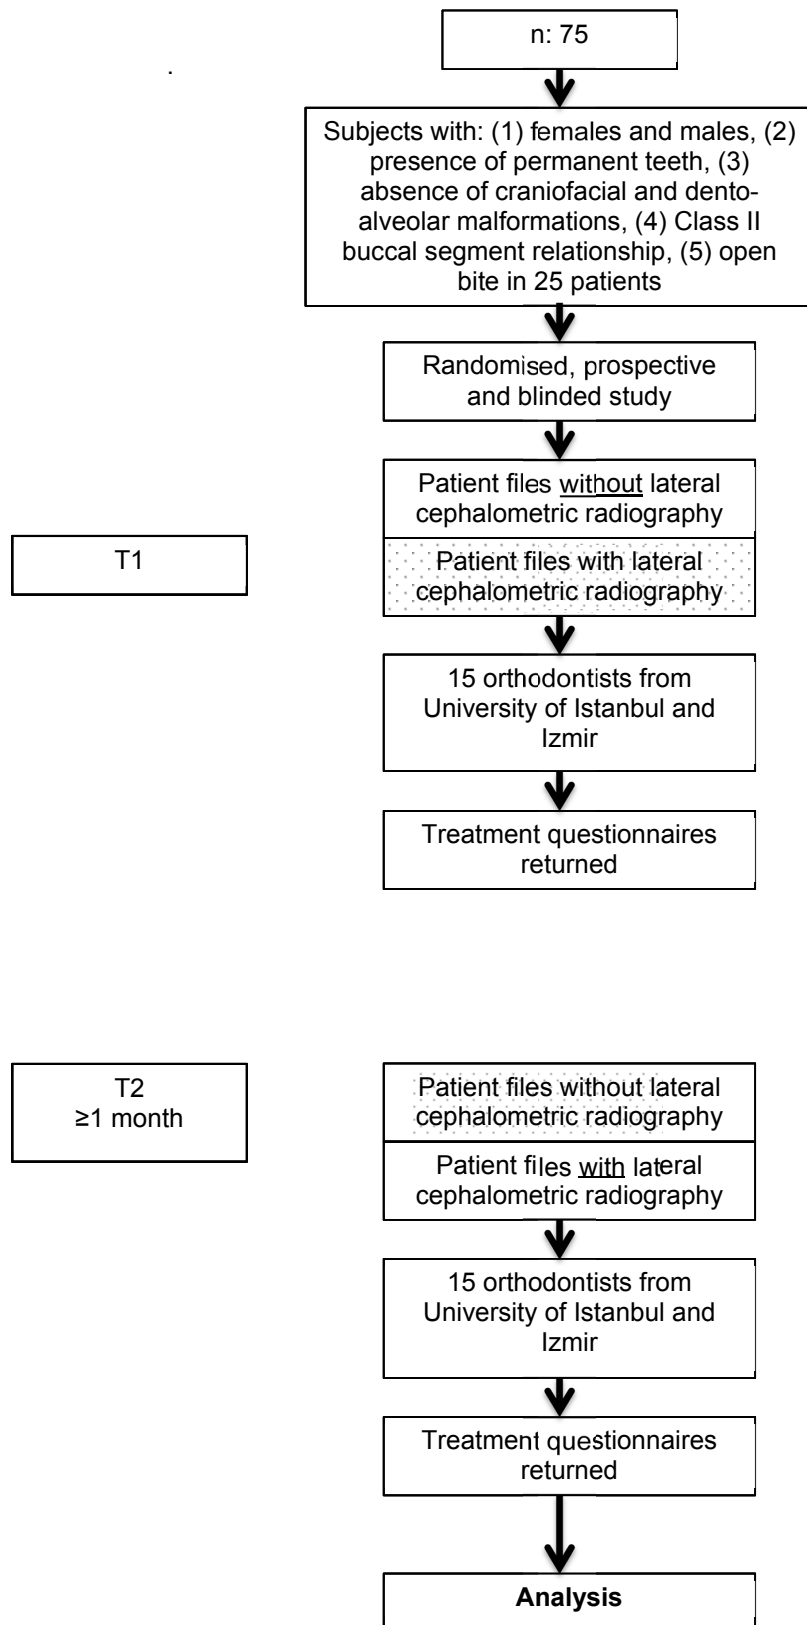 n: 75
.
Subjects with: (1) females and males, (2)
presence of permanent teeth, (3)
absence of craniofacial and dento-
alveolar malformations, (4) Class II
buccal segment relationship, (5) open
bite in 25 patients
Randomised, prospective
and blinded study
Patient files without lateral
cephalometric radiography
T1
Patient files with lateral
cephalometric radiography
15 orthodontists from
University of Istanbul and
Izmir
Treatment questionnaires
returned
T2
≥1 month
Patient files without lateral
cephalometric radiography
Patient files with lateral
cephalometric radiography
15 orthodontists from
University of Istanbul and
Izmir
Treatment questionnaires
returned
Analysis